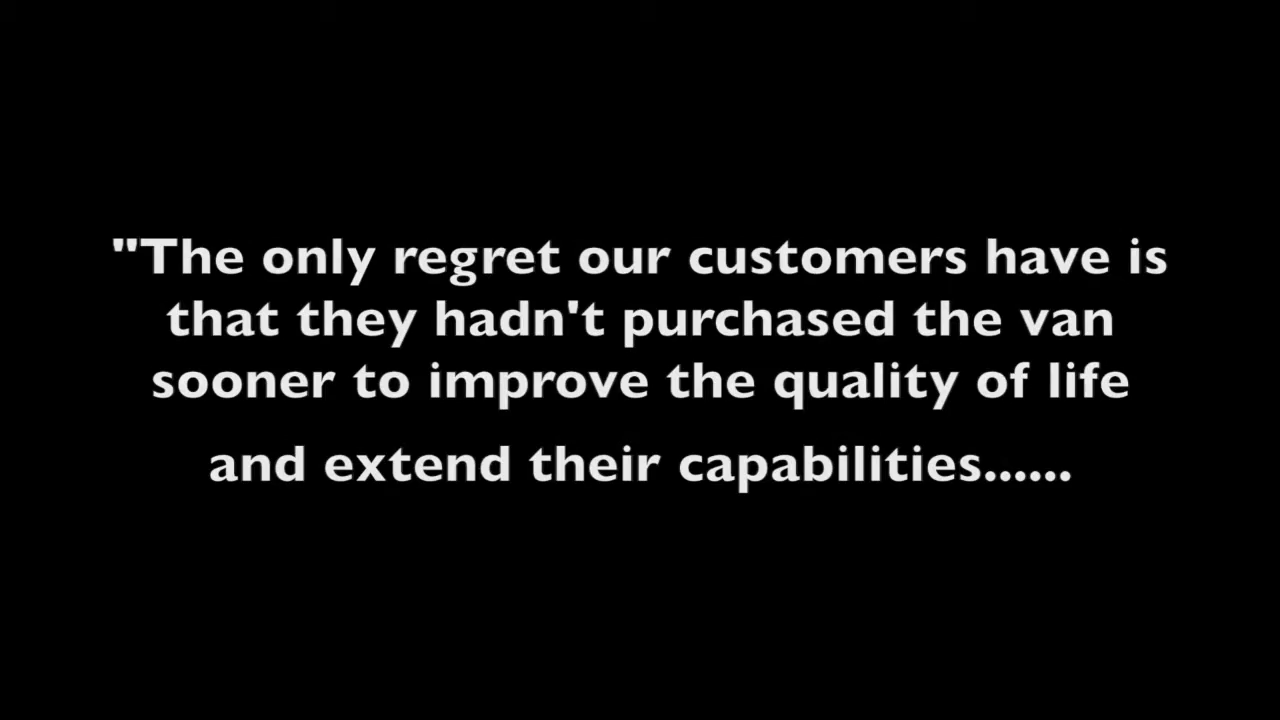 "The only regret our customers have is
that they hadn't purchased the van
sooner to improve the quality of life
and extend their capabilities......